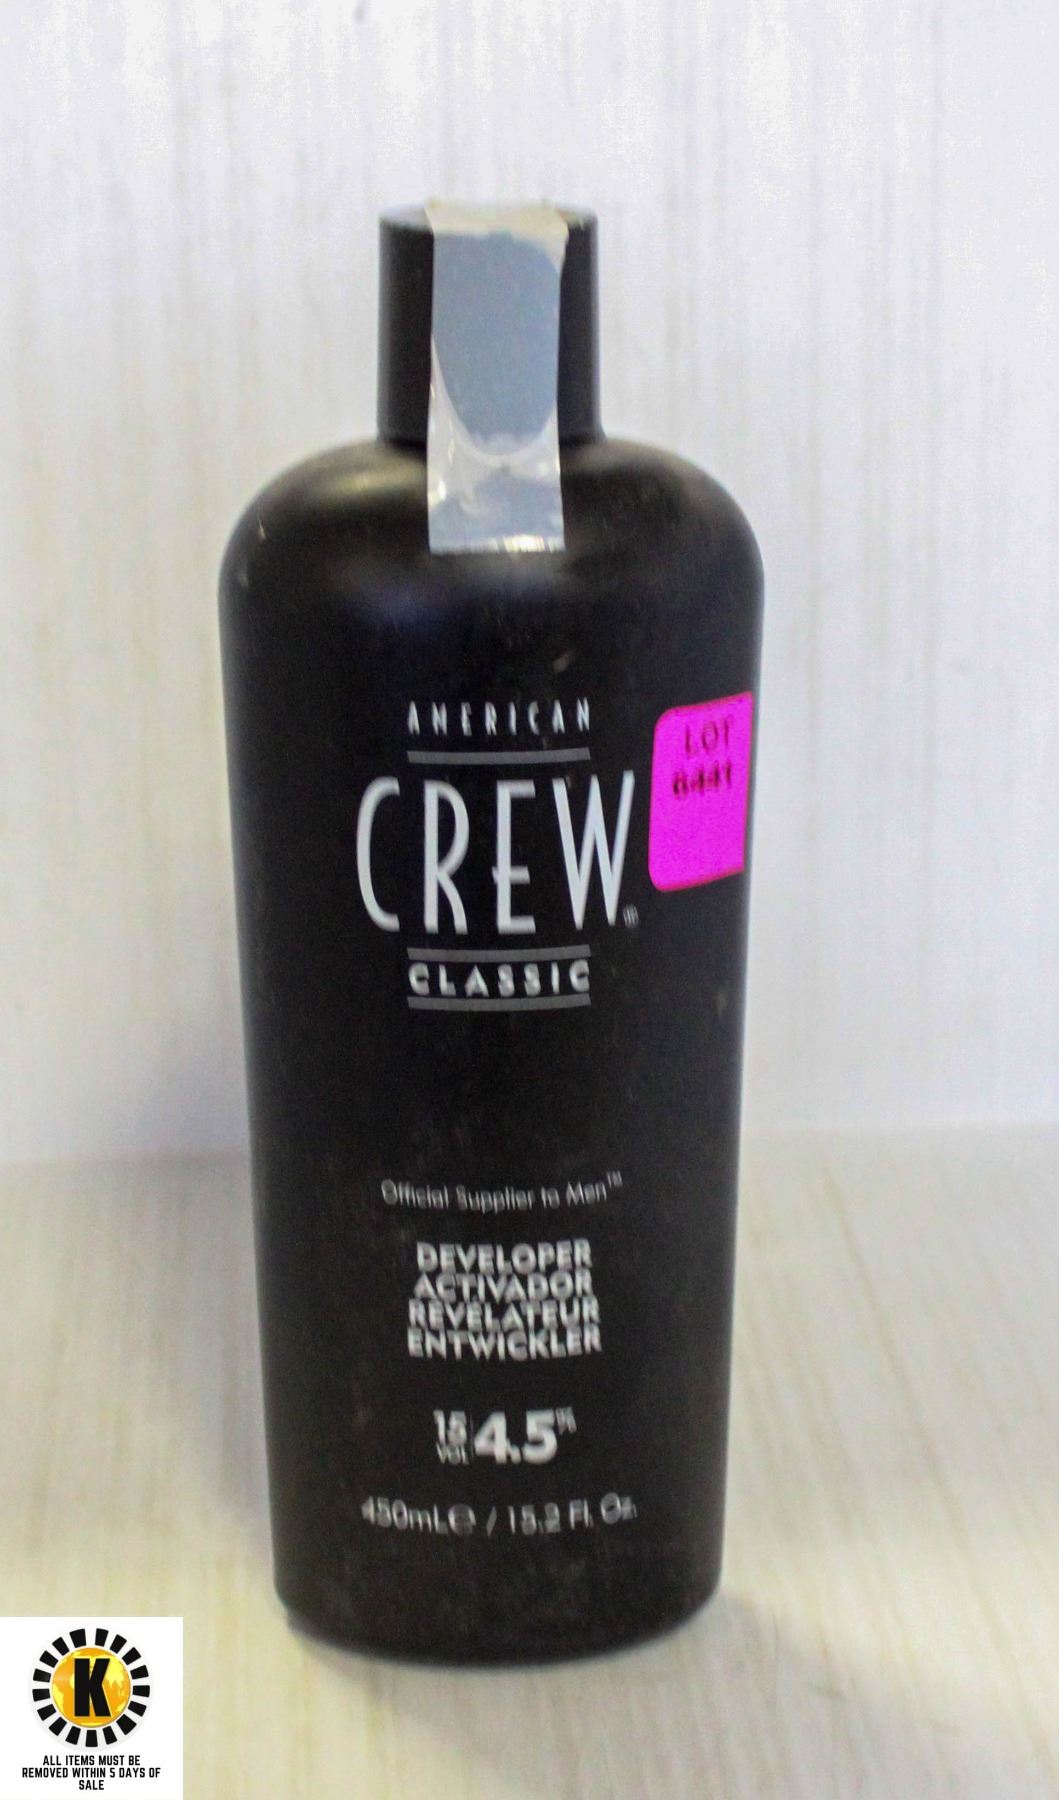 AMERICAN
CREW®
CLASSIC
LOT
Official Supplier to Men™
DEVELOPER
ACTIVADOR
RÉVÉLATEUR
ENTWICKLER
15 VOL 4.5%
450mLe / 15.2 Fl. Oz.
K
ALL ITEMS MUST BE
REMOVED WITHIN 5 DAYS OF
SALE